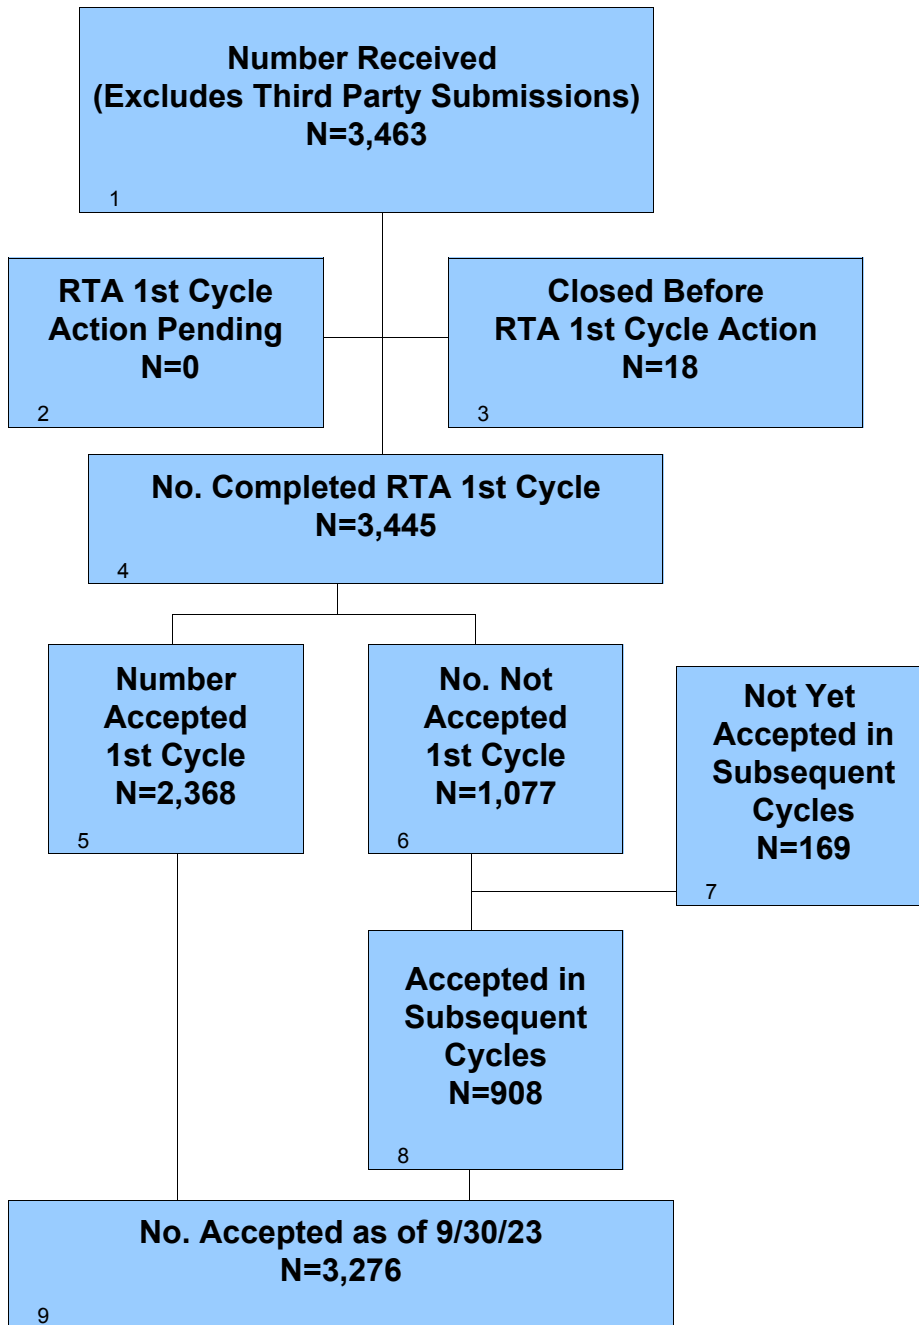 Number Received
(Excludes Third Party Submissions)
N=3,463
1
RTA 1st Cycle
Action Pending
N=0
2
Closed Before
RTA 1st Cycle Action
N=18
3
No. Completed RTA 1st Cycle
N=3,445
4
Number
Accepted
1st Cycle
N=2,368
5
No. Not
Accepted
1st Cycle
N=1,077
6
Not Yet
Accepted in
Subsequent
Cycles
N=169
7
Accepted in
Subsequent
Cycles
N=908
8
No. Accepted as of 9/30/23
N=3,276
9